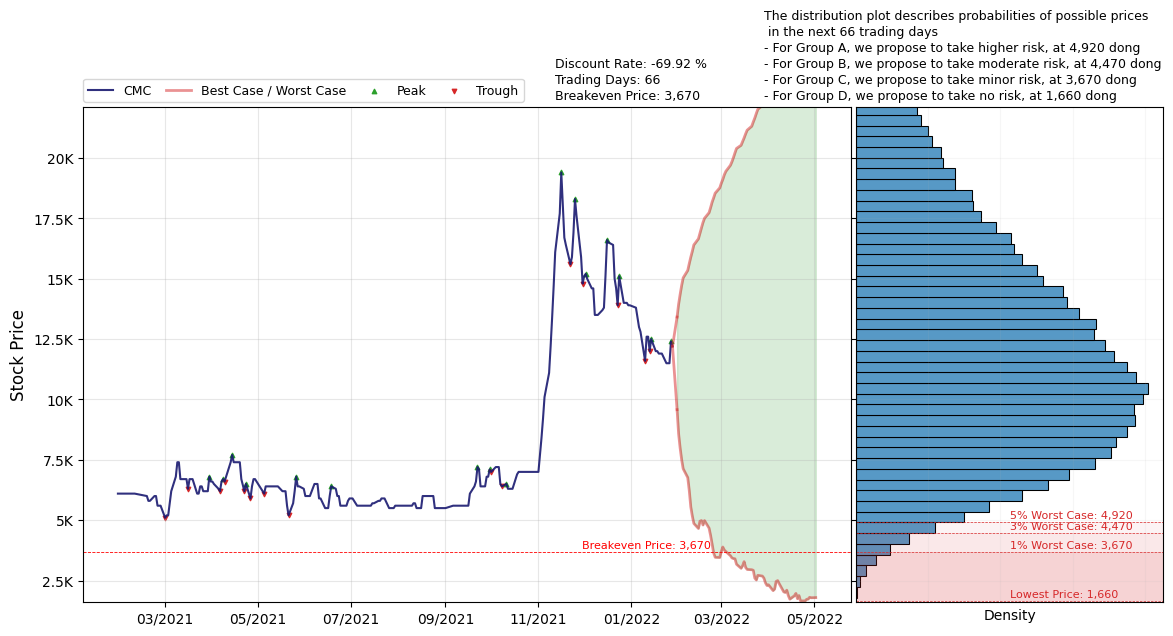 The distribution plot describes probabilities of possible prices
in the next 66 trading days
- For Group A, we propose to take higher risk, at 4,920 dong
- For Group B, we propose to take moderate risk, at 4,470 dong
- For Group C, we propose to take minor risk, at 3,670 dong
- For Group D, we propose to take no risk, at 1,660 dong
Discount Rate: -69.92 %
Trading Days: 66
Breakeven Price: 3,670
CMC
Best Case / Worst Case
Peak
Trough
Stock Price
20K
17.5K
15K
12.5K
10K
7.5K
5K
2.5K
Breakeven Price: 3,670
5% Worst Case: 4,920
3% Worst Case: 4,470
1% Worst Case: 3,670
Lowest Price: 1,660
03/2021
05/2021
07/2021
09/2021
11/2021
01/2022
03/2022
05/2022
Density